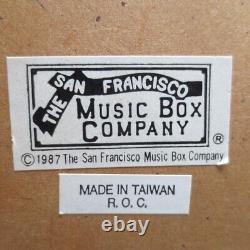 THE SAN FRANCISCO
MUSIC BOX
COMPANY ®
© 1987 The San Francisco Music Box Company
MADE IN TAIWAN
R. O. C.